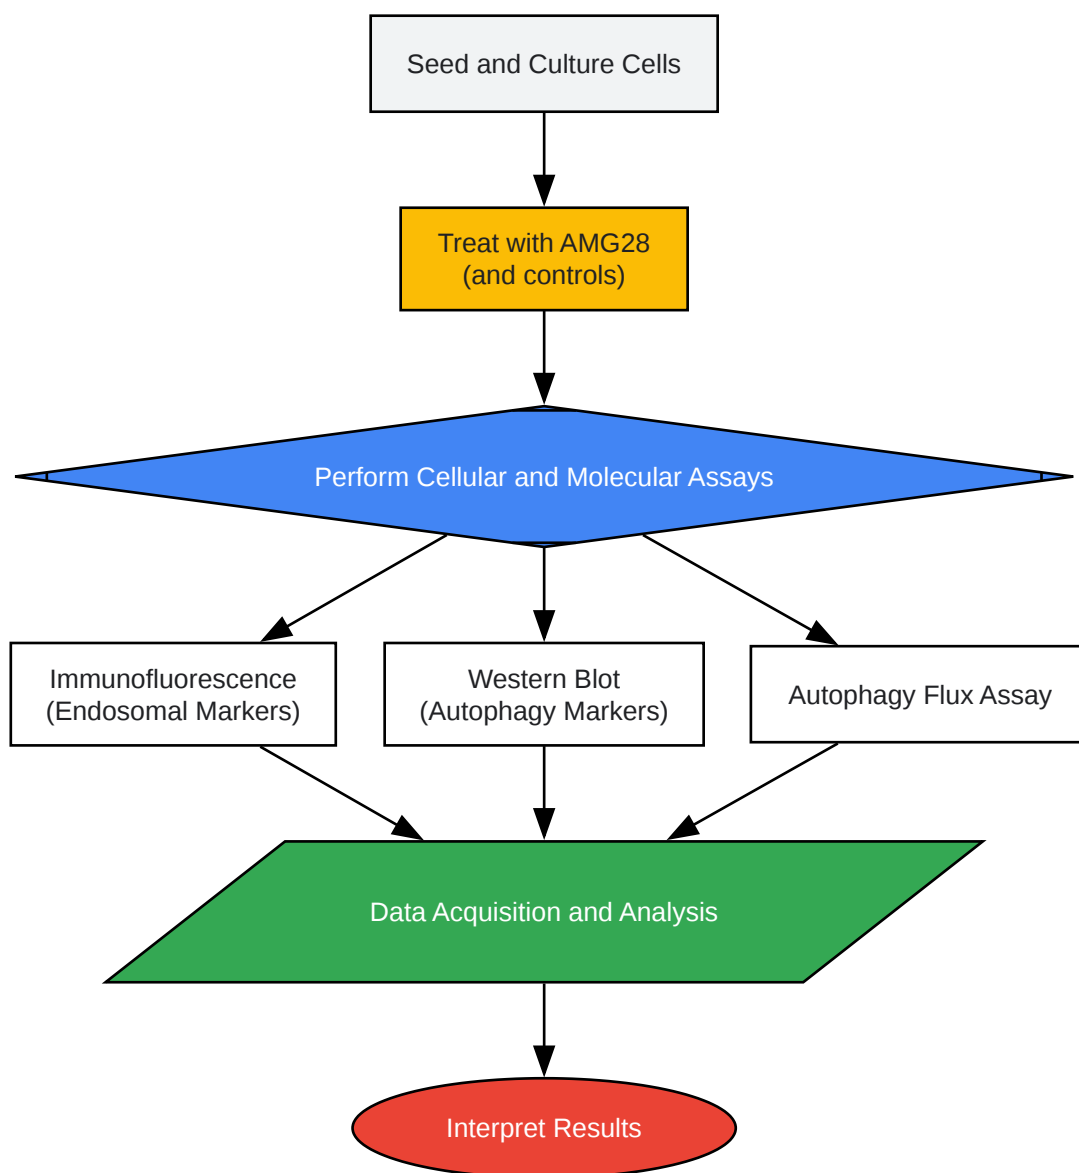 Seed and Culture Cells
Treat with AMG28
(and controls)
Perform Cellular and Molecular Assays
Immunofluorescence
(Endosomal Markers)
Western Blot
(Autophagy Markers)
Autophagy Flux Assay
Data Acquisition and Analysis
Interpret Results